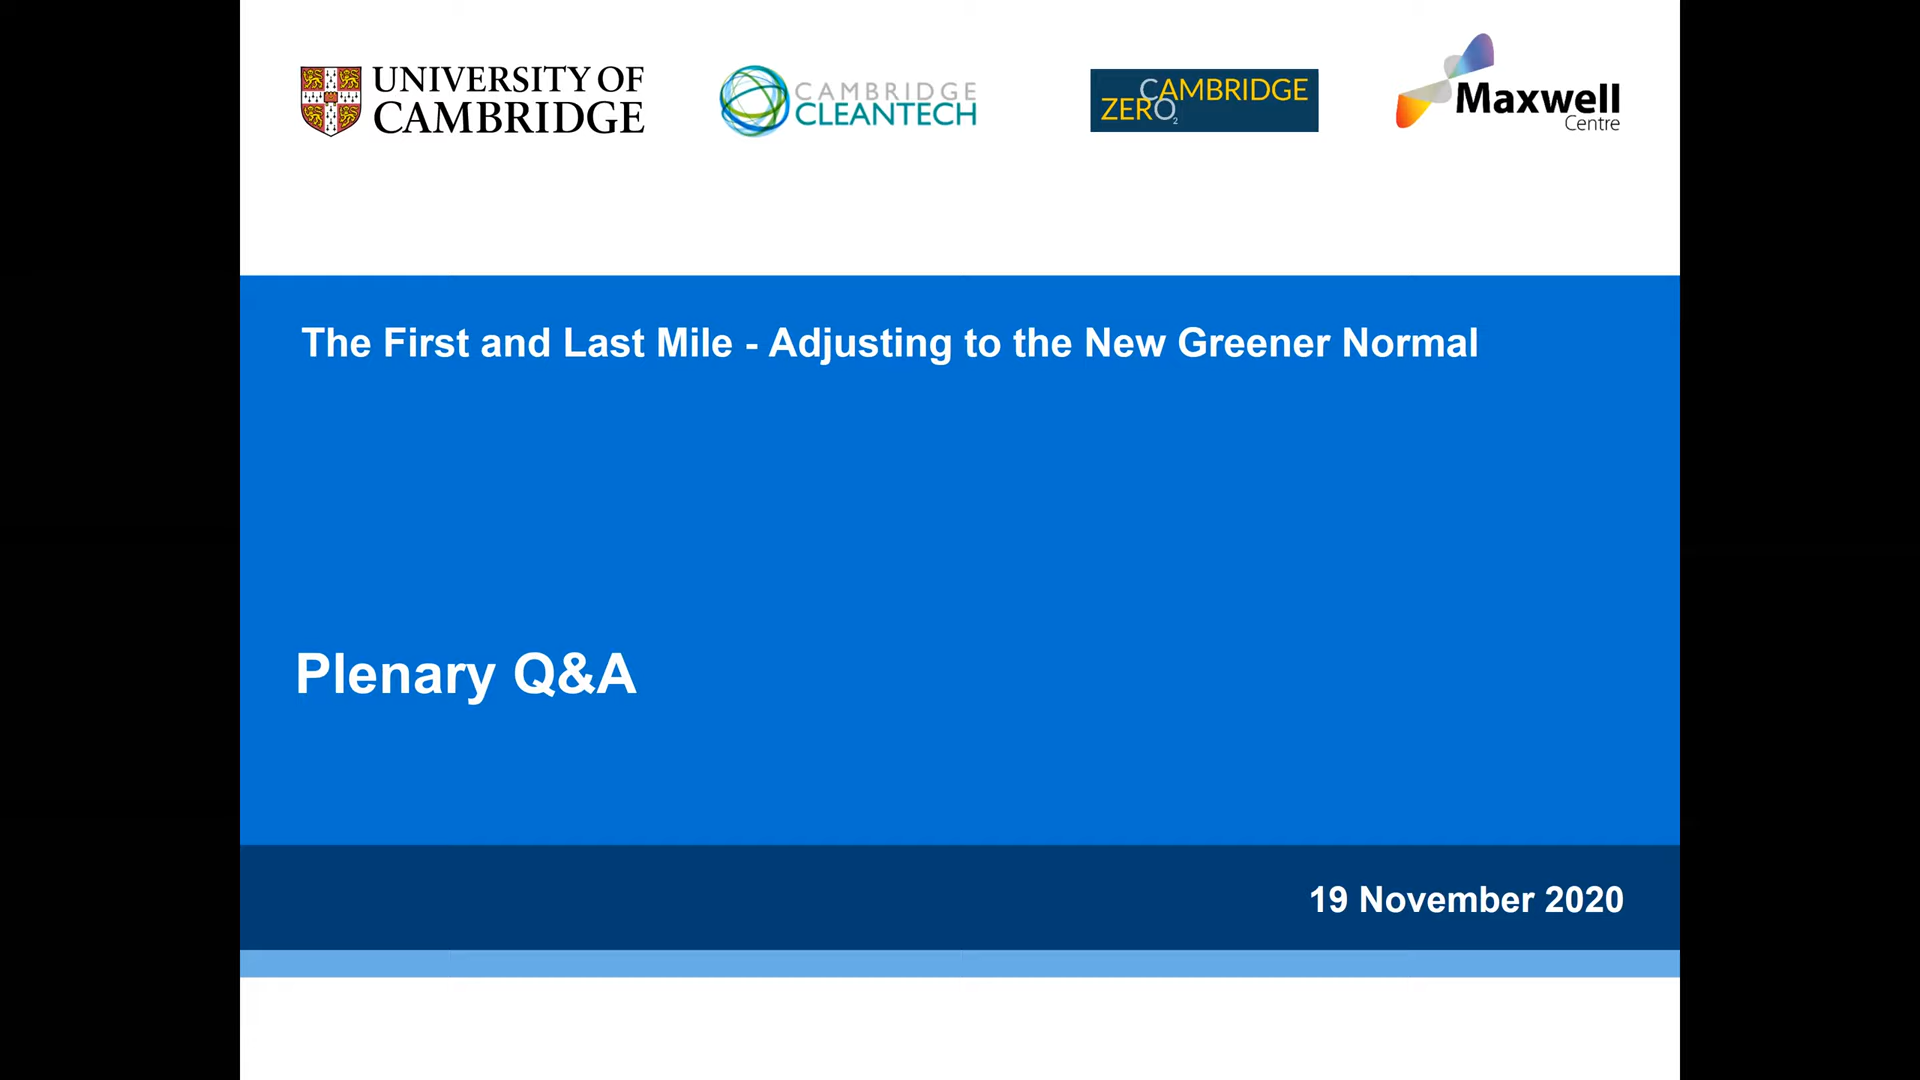 UNIVERSITY OF
CAMBRIDGE
CAMBRIDGE
CLEANTECH
CAMBRIDGE
ZERO₂
Maxwell
Centre
The First and Last Mile - Adjusting to the New Greener Normal
Plenary Q&A
19 November 2020